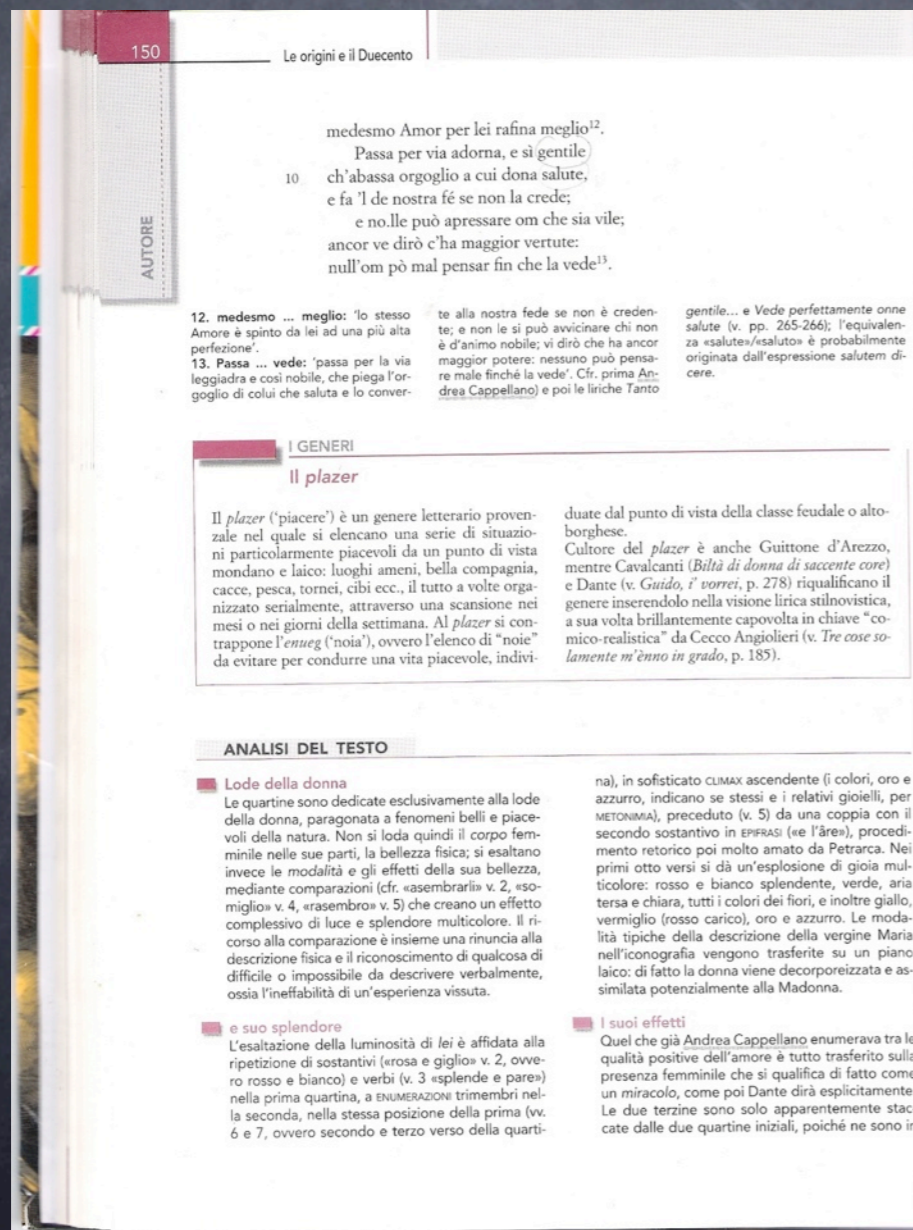 150
Le origini e il Duecento
AUTORE
medesmo Amor per lei rafina meglio¹².
Passa per via adorna, e sì gentile
10 ch'abassa orgoglio a cui dona salute,
e fa 'l de nostra fé se non la crede;
e no.lle può apressare om che sia vile;
ancor ve dirò c'ha maggior vertute:
null'om pò mal pensar fin che la vede¹³.
12. medesmo ... meglio: 'lo stesso
Amore è spinto da lei ad una più alta
perfezione'.
13. Passa ... vede: 'passa per la via
leggiadra e così nobile, che piega l'or-
goglio di colui che saluta e lo conver-
te alla nostra fede se non è creden-
te; e non le si può avvicinare chi non
è d'animo nobile; vi dirò che ha ancor
maggior potere: nessuno può pensa-
re male finché la vede'. Cfr. prima An-
drea Cappellano) e poi le liriche Tanto
gentile... e Vede perfettamente onne
salute (v. pp. 265-266); l'equivalen-
za «salute»/«saluto» è probabilmente
originata dall'espressione salutem di-
cere.
I GENERI
Il plazer
Il plazer ('piacere') è un genere letterario proven-
zale nel quale si elencano una serie di situazio-
ni particolarmente piacevoli da un punto di vista
mondano e laico: luoghi ameni, bella compagnia,
cacce, pesca, tornei, cibi ecc., il tutto a volte orga-
nizzato serialmente, attraverso una scansione nei
mesi o nei giorni della settimana. Al plazer si con-
trappone l'enueg ('noia'), ovvero l'elenco di "noie"
da evitare per condurre una vita piacevole, indivi-
duate dal punto di vista della classe feudale o alto-
borghese.
Cultore del plazer è anche Guittone d'Arezzo,
mentre Cavalcanti (Biltà di donna di saccente core)
e Dante (v. Guido, i' vorrei, p. 278) riqualificano il
genere inserendolo nella visione lirica stilnovistica,
a sua volta brillantemente capovolta in chiave "co-
mico-realistica" da Cecco Angiolieri (v. Tre cose so-
lamente m'ènno in grado, p. 185).
ANALISI DEL TESTO
Lode della donna
Le quartine sono dedicate esclusivamente alla lode
della donna, paragonata a fenomeni belli e piace-
voli della natura. Non si loda quindi il corpo fem-
minile nelle sue parti, la bellezza fisica; si esaltano
invece le modalità e gli effetti della sua bellezza,
mediante comparazioni (cfr. «asembrarli» v. 2, «so-
miglio» v. 4, «rasembro» v. 5) che creano un effetto
complessivo di luce e splendore multicolore. Il ri-
corso alla comparazione è insieme una rinuncia alla
descrizione fisica e il riconoscimento di qualcosa di
difficile o impossibile da descrivere verbalmente,
ossia l'ineffabilità di un'esperienza vissuta.
e suo splendore
L'esaltazione della luminosità di lei è affidata alla
ripetizione di sostantivi («rosa e giglio» v. 2, ovve-
ro rosso e bianco) e verbi (v. 3 «splende e pare»)
nella prima quartina, a ENUMERAZIONI trimembri nel-
la seconda, nella stessa posizione della prima (vv.
6 e 7, ovvero secondo e terzo verso della quarti-
na), in sofisticato CLIMAX ascendente (i colori, oro e
azzurro, indicano se stessi e i relativi gioielli, per
METONIMIA), preceduto (v. 5) da una coppia con il
secondo sostantivo in EPIFRASI («e l'âre»), procedi-
mento retorico poi molto amato da Petrarca. Nei
primi otto versi si dà un'esplosione di gioia mul-
ticolore: rosso e bianco splendente, verde, aria
tersa e chiara, tutti i colori dei fiori, e inoltre giallo,
vermiglio (rosso carico), oro e azzurro. Le moda-
lità tipiche della descrizione della vergine Maria
nell'iconografia vengono trasferite su un piano
laico: di fatto la donna viene decorporeizzata e as-
similata potenzialmente alla Madonna.
I suoi effetti
Quel che già Andrea Cappellano enumerava tra le
qualità positive dell'amore è tutto trasferito sulla
presenza femminile che si qualifica di fatto come
un miracolo, come poi Dante dirà esplicitamente.
Le due terzine sono solo apparentemente stac-
cate dalle due quartine iniziali, poiché ne sono in